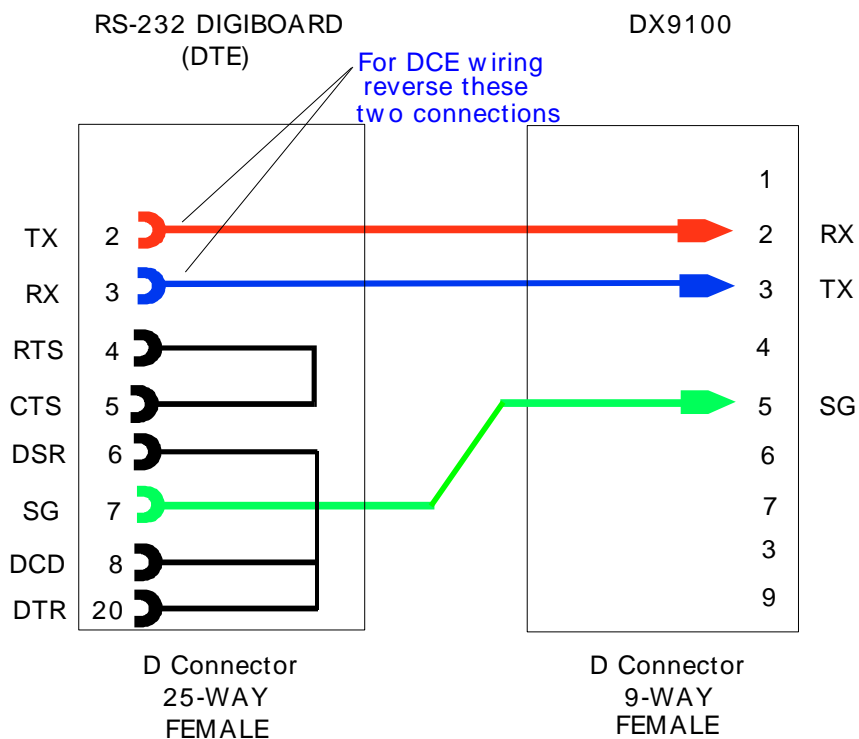 RS-232 DIGIBOARD
(DTE)
DX9100
For DCE wiring
reverse these
two connections
1
TX 2 2 RX
RX 3 3 TX
RTS 4 4
CTS 5 5 SG
DSR 6 6
SG 7 7
DCD 8 3
DTR 20 9
D Connector
25-WAY
FEMALE
D Connector
9-WAY
FEMALE